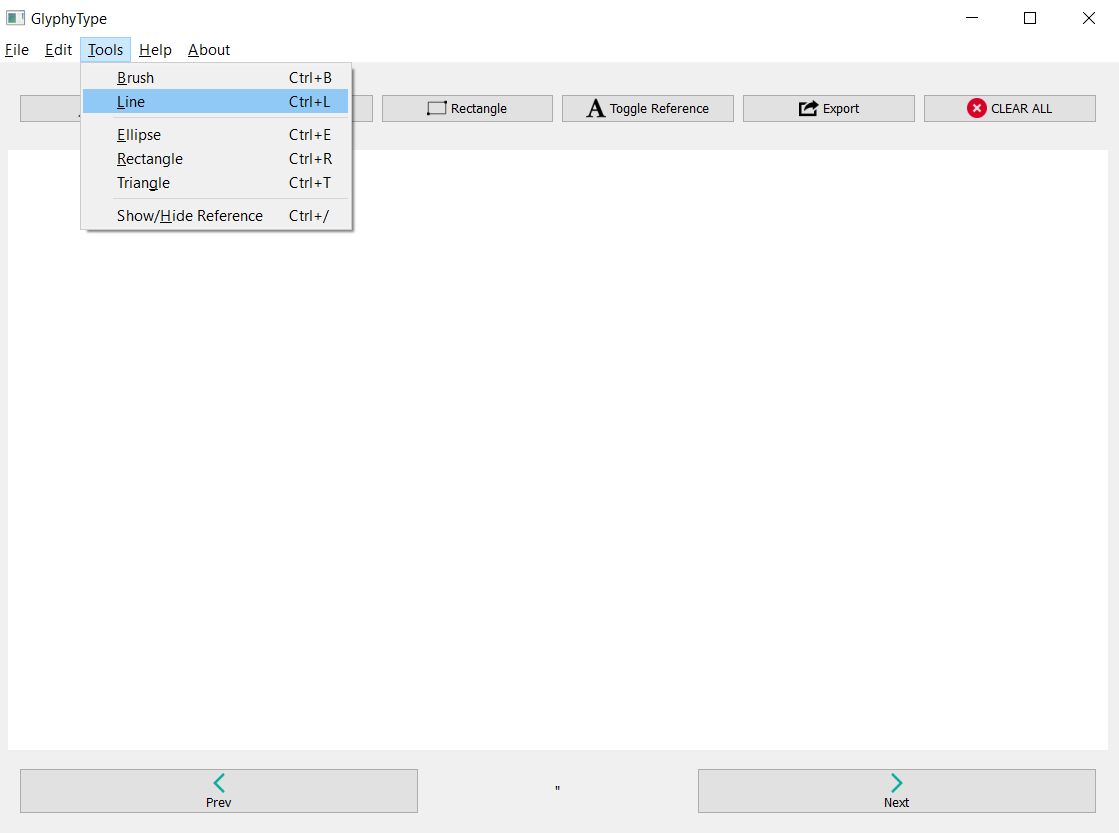 GlyphyType
File Edit Tools Help About
Brush Ctrl+B
Line Ctrl+L
Ellipse Ctrl+E
Rectangle Ctrl+R
Triangle Ctrl+T
Show/Hide Reference Ctrl+/
Rectangle Toggle Reference Export CLEAR ALL
Prev " Next